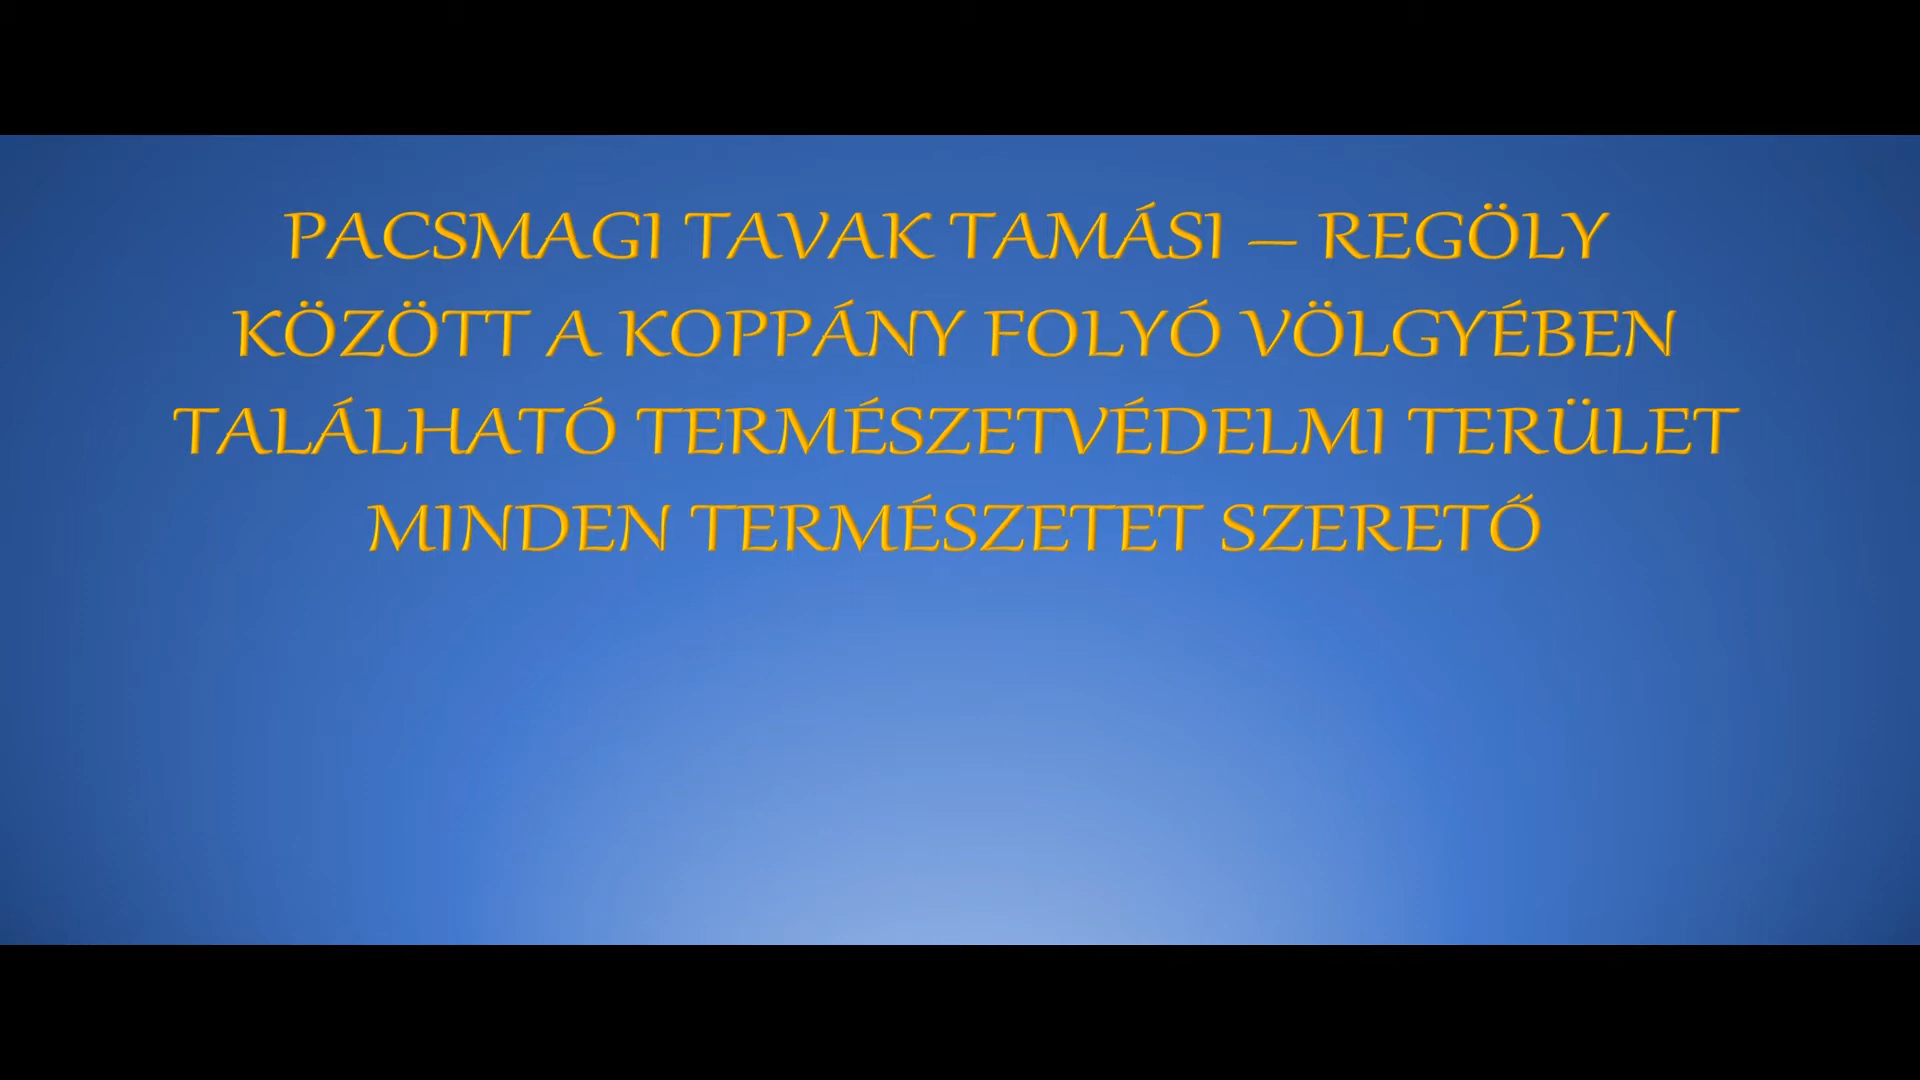 PACSMAGI TAVAK TAMÁSI – REGÖLY
KÖZÖTT A KOPPÁNY FOLYÓ VÖLGYÉBEN
TALÁLHATÓ TERMÉSZETVÉDELMI TERÜLET
MINDEN TERMÉSZETET SZERETŐ